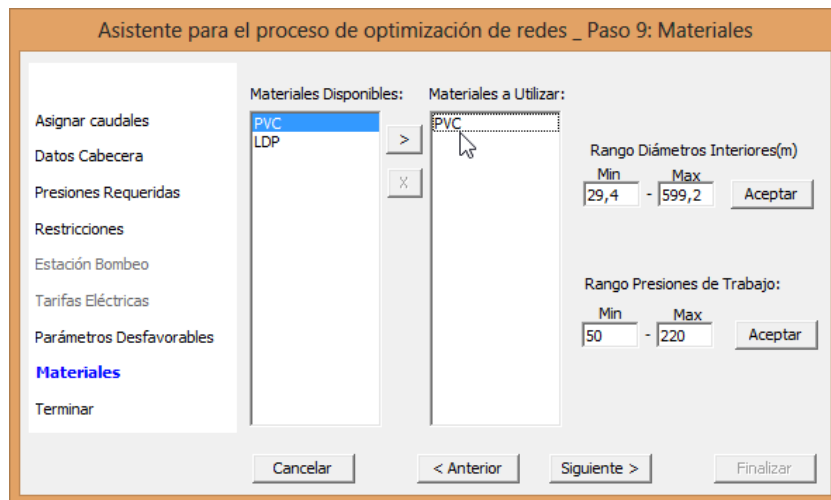 Asistente para el proceso de optimización de redes _ Paso 9: Materiales
Asignar caudales
Datos Cabecera
Presiones Requeridas
Restricciones
Estación Bombeo
Tarifas Eléctricas
Parámetros Desfavorables
Materiales
Terminar
Materiales Disponibles:
PVC
LDP
>
X
Materiales a Utilizar:
PVC
Rango Diámetros Interiores(m)
Min Max
29,4 - 599,2 Aceptar
Rango Presiones de Trabajo:
Min Max
50 - 220 Aceptar
Cancelar < Anterior Siguiente > Finalizar